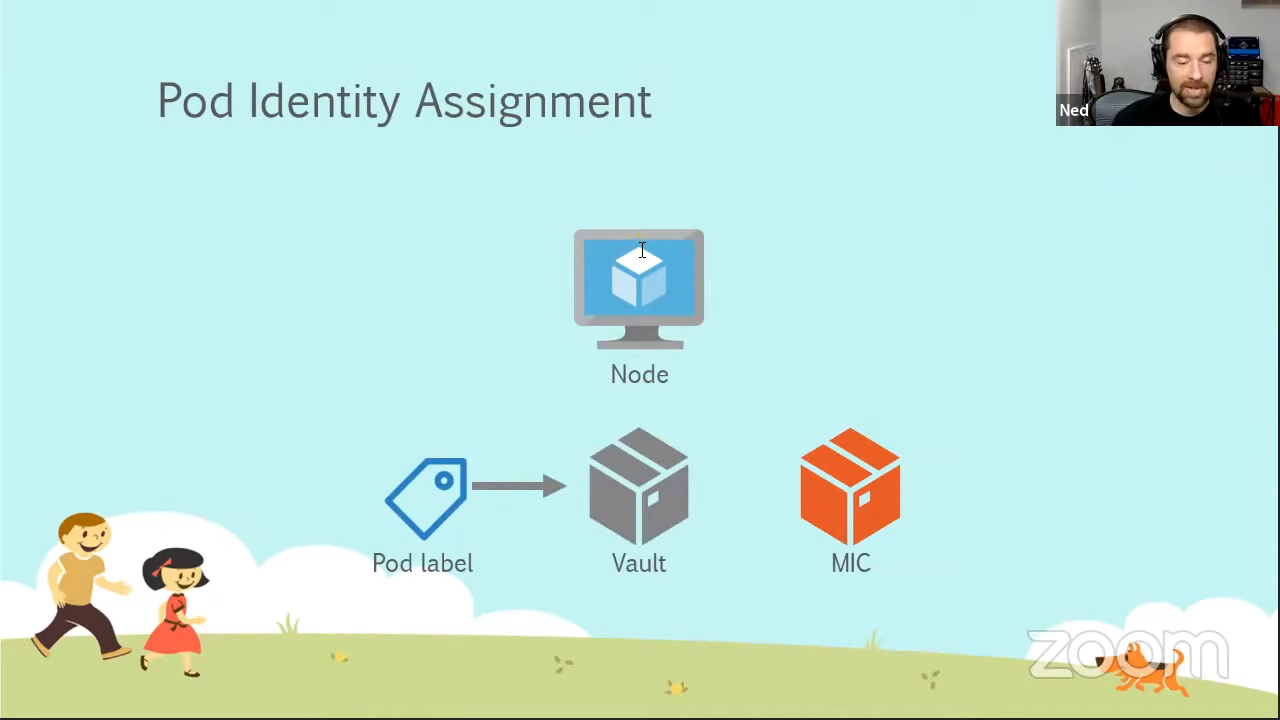 Pod Identity Assignment
Ned
Node
Pod label
Vault
MIC
zoom